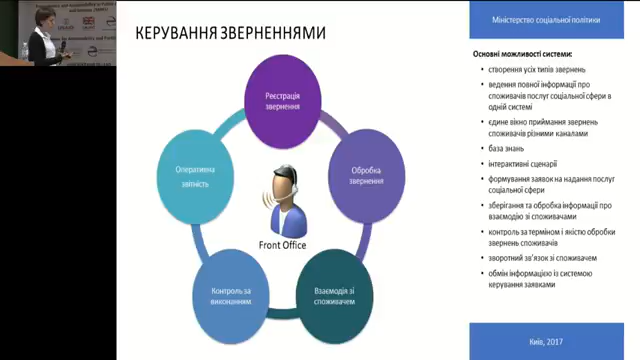 КЕРУВАННЯ ЗВЕРНЕННЯМИ
Реєстрація
звернення
Оперативна
звітність
Обробка
звернення
Front Office
Контроль за
виконанням
Взаємодія зі
споживачем
Міністерство соціальної політики
Основні можливості системи:
• створення усіх типів звернень
• ведення повної інформації про
споживачів послуг соціальної сфери в
одній системі
• єдине вікно приймання звернень
споживачів різними каналами
• база знань
• інтерактивні сценарії
• формування заявок на надання послуг
соціальної сфери
• зберігання та обробка інформації про
взаємодію зі споживачами
• контроль за терміном і якістю обробки
звернень споживачів
• зворотний зв'язок зі споживачем
• обмін інформацією із системою
керування заявками
Київ, 2017